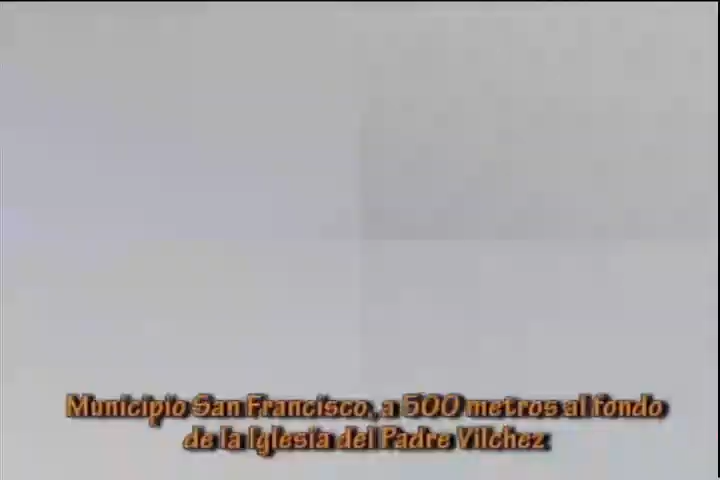 Municipio San Francisco, a 500 metros al fondo
de la Iglesia del Padre Vilchez